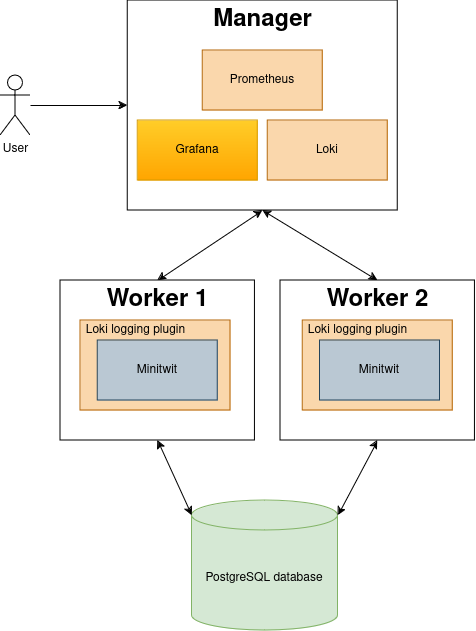 Manager
Prometheus
Grafana
Loki
User
Worker 1
Worker 2
Loki logging plugin
Loki logging plugin
Minitwit
Minitwit
PostgreSQL database